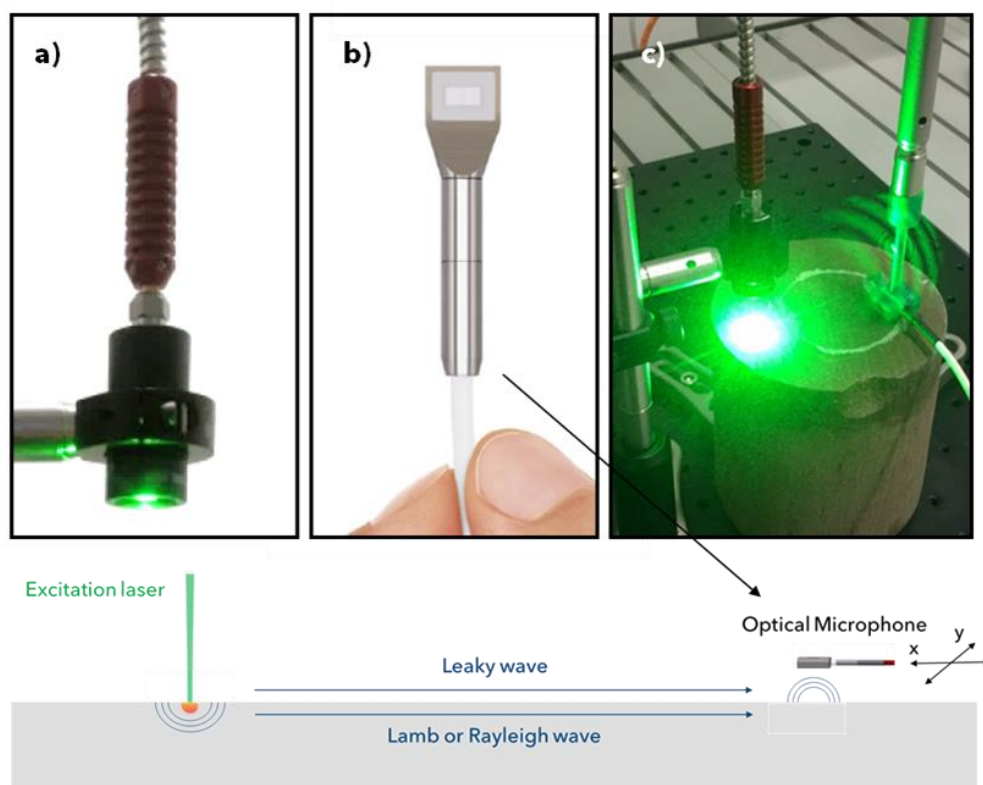 a)
b)
c)
Excitation laser
Optical Microphone
x
y
Leaky wave
Lamb or Rayleigh wave